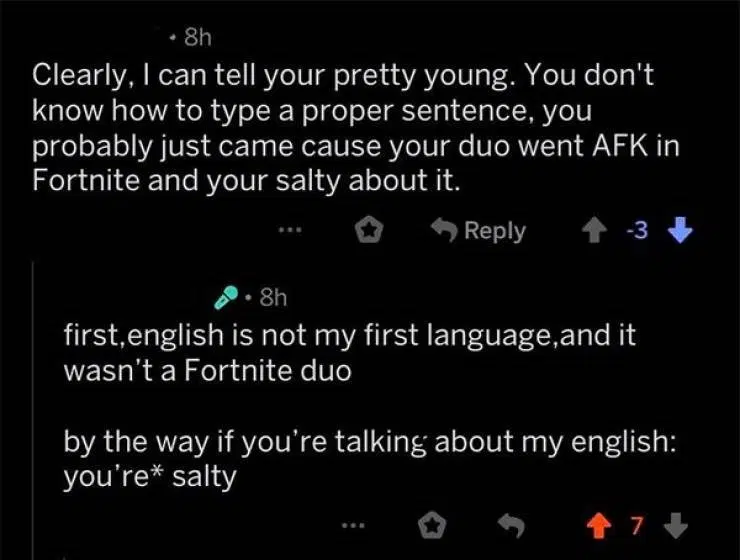 • 8h
Clearly, I can tell your pretty young. You don't
know how to type a proper sentence, you
probably just came cause your duo went AFK in
Fortnite and your salty about it.
... Reply -3
• 8h
first,english is not my first language,and it
wasn't a Fortnite duo
by the way if you're talking about my english:
you're* salty
... 7